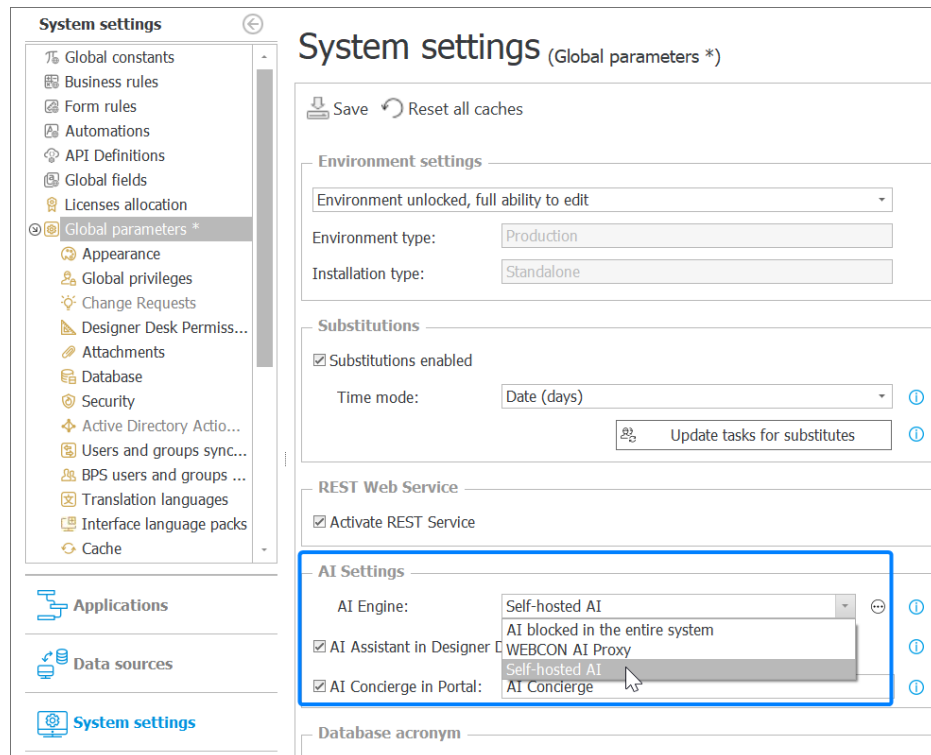 System settings
Global constants
Business rules
Form rules
Automations
API Definitions
Global fields
Licenses allocation
Global parameters *
Appearance
Global privileges
Change Requests
Designer Desk Permiss...
Attachments
Database
Security
Active Directory Actio...
Users and groups sync...
BPS users and groups ...
Translation languages
Interface language packs
Cache
Applications
Data sources
System settings
System settings (Global parameters *)
Save Reset all caches
Environment settings
Environment unlocked, full ability to edit
Environment type: Production
Installation type: Standalone
Substitutions
Substitutions enabled
Time mode: Date (days)
Update tasks for substitutes
REST Web Service
Activate REST Service
AI Settings
AI Engine: Self-hosted AI
AI blocked in the entire system
AI Assistant in Designer D
WEBCON AI Proxy
Self-hosted AI
AI Concierge in Portal: AI Concierge
Database acronym